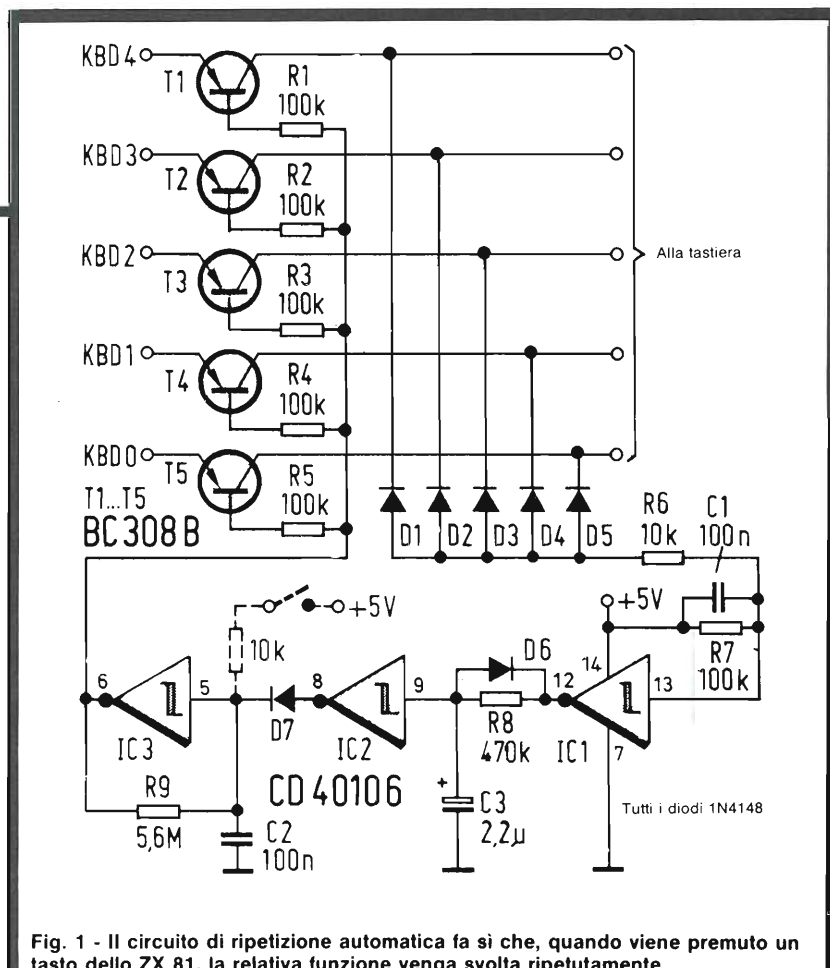 KBD4
T1
R1
100k
KBD3
T2
R2
100k
KBD2
T3
R3
100k
Alla tastiera
KBD1
T4
R4
100k
KBD0
T5
R5
100k
T1...T5
BC308B
D1
D2
D3
D4
D5
R6
10k
C1
100n
+5V
+5V
10k
D6
R7
100k
14
6
5
8
9
12
13
7
D7
IC3
IC2
IC1
R8
470k
CD40106
R9
5,6M
C2
100n
+
C3
2,2µ
Tutti i diodi 1N4148
Fig. 1 - Il circuito di ripetizione automatica fa sì che, quando viene premuto un
tasto dello ZX 81, la relativa funzione venga svolta ripetutamente